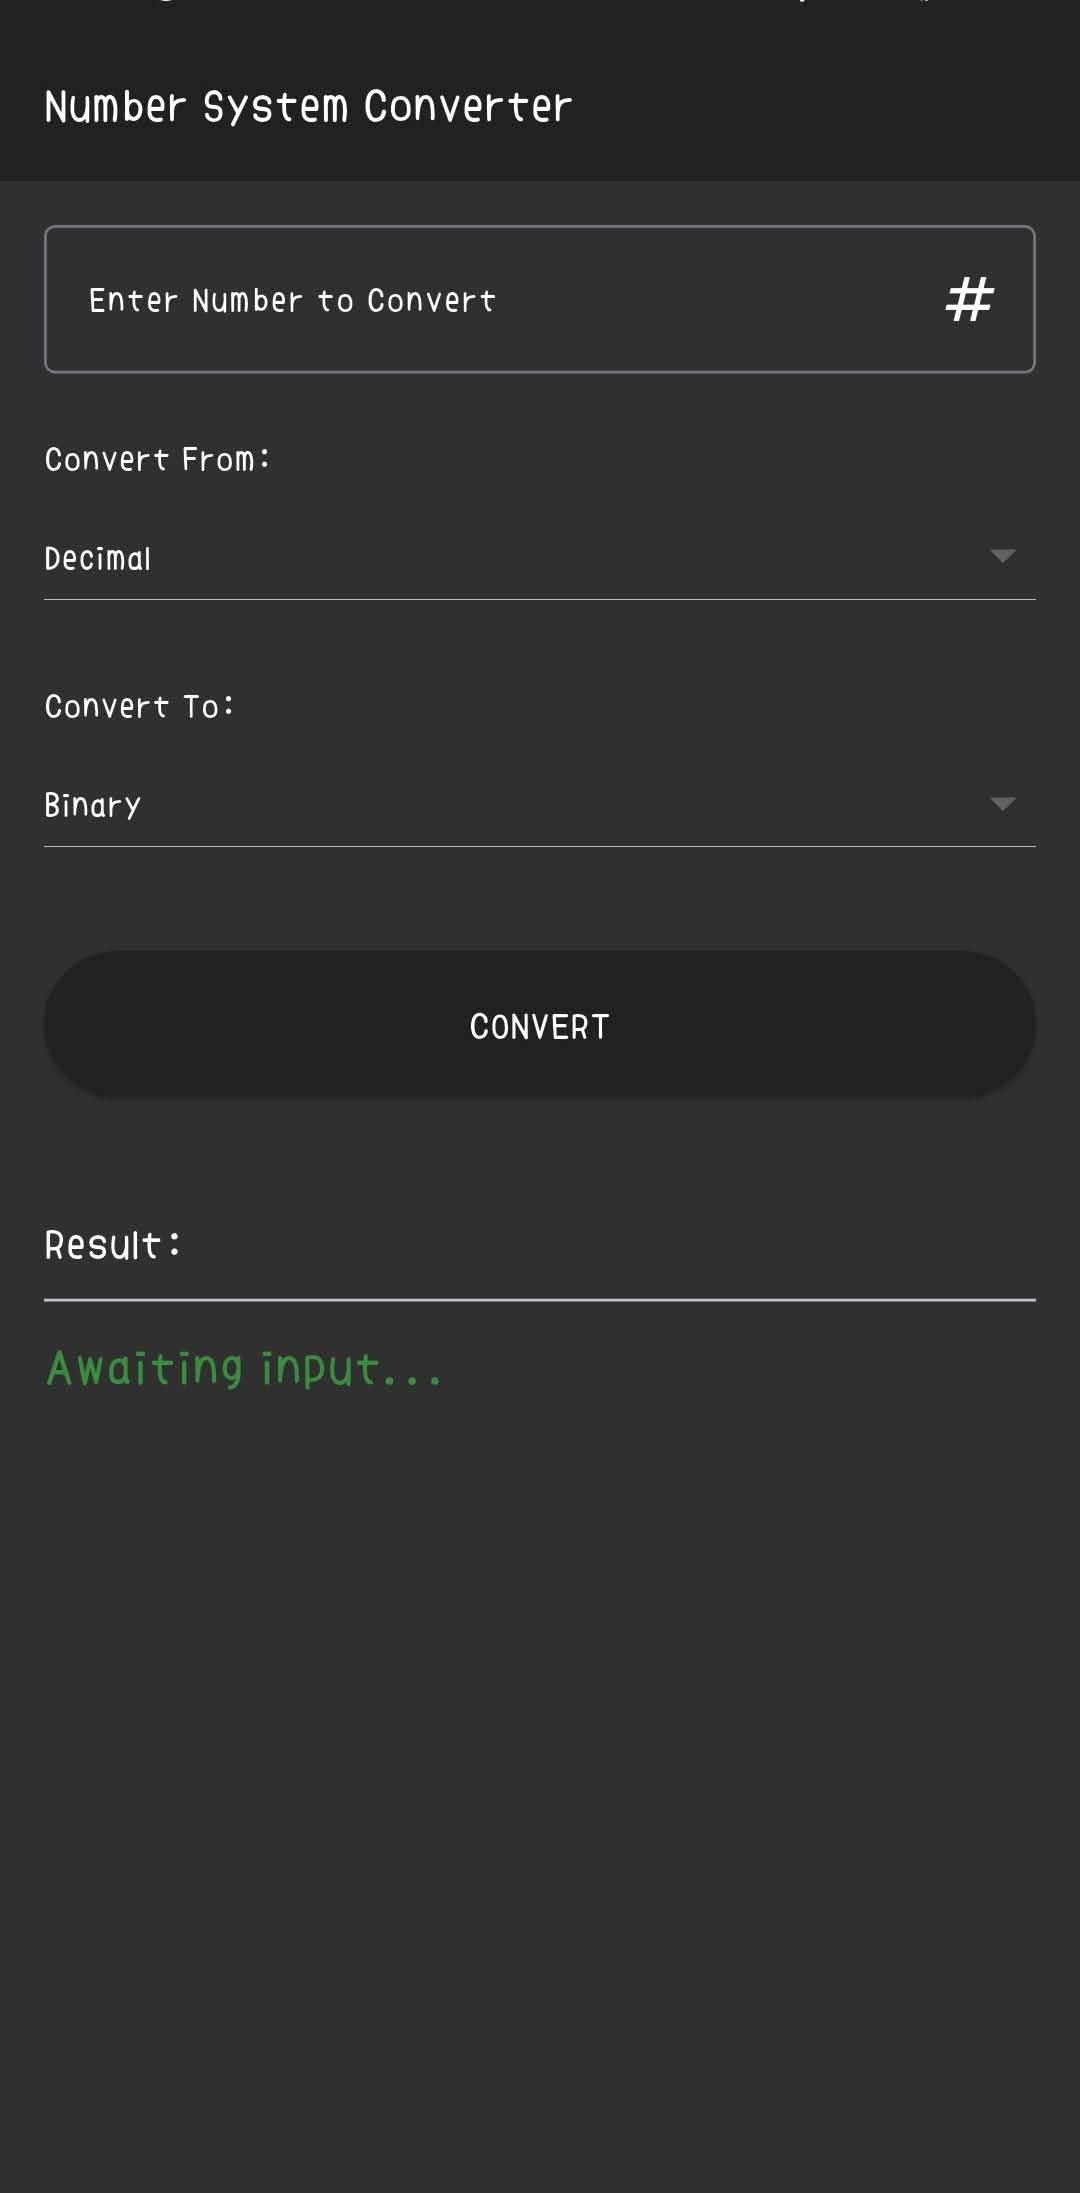 Number System Converter
Enter Number to Convert #
Convert From:
Decimal
Convert To:
Binary
CONVERT
Result:
Awaiting input...